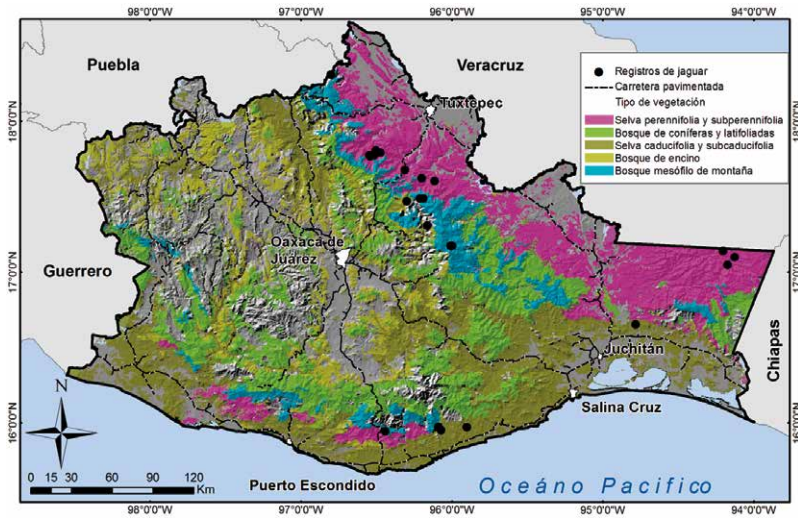 98°0'0"O 97°0'0"O 96°0'0"O 95°0'0"O 94°0'0"O
Puebla
Veracruz
Tuxtepec
Registros de jaguar
Carretera pavimentada
Tipo de vegetación
Selva perennifolia y subperennifolia
Bosque de coníferas y latifoliadas
Selva caducifolia y subcaducifolia
Bosque de encino
Bosque mesófilo de montaña
18°0'0"N
18°0'0"N
Oaxaca de
Juárez
Guerrero
17°0'0"N
17°0'0"N
Juchitán
Chiapas
N
Salina Cruz
16°0'0"N
16°0'0"N
0 15 30 60 90 120
Km
Puerto Escondido
Oceáno Pacifico
98°0'0"O 97°0'0"O 96°0'0"O 95°0'0"O 94°0'0"O